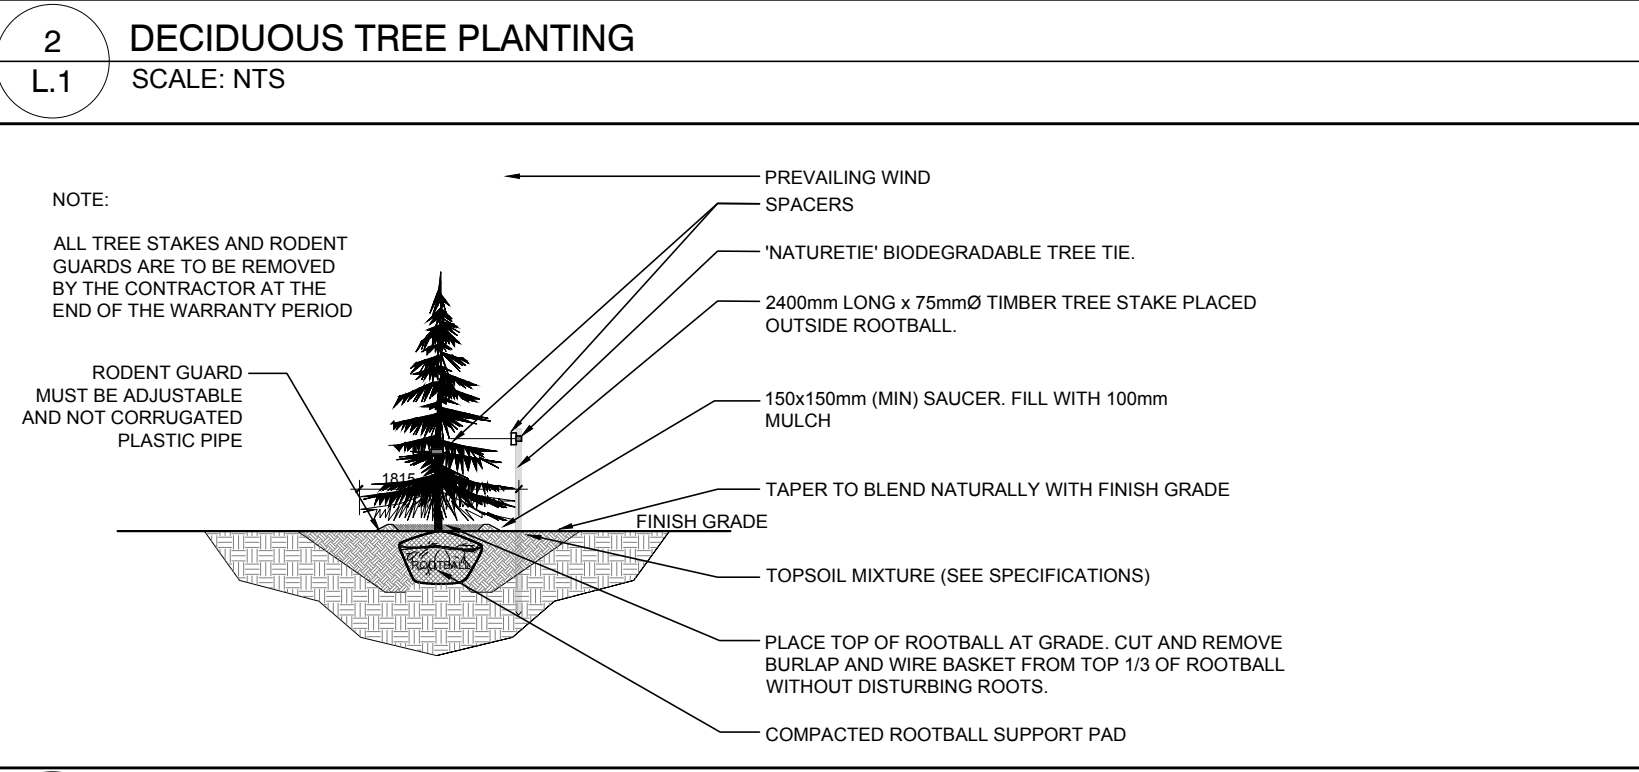 2
L.1
DECIDUOUS TREE PLANTING
SCALE: NTS
NOTE:
ALL TREE STAKES AND RODENT
GUARDS ARE TO BE REMOVED
BY THE CONTRACTOR AT THE
END OF THE WARRANTY PERIOD
RODENT GUARD
MUST BE ADJUSTABLE
AND NOT CORRUGATED
PLASTIC PIPE
1815
ROOTBALL
FINISH GRADE
PREVAILING WIND
SPACERS
'NATURETIE' BIODEGRADABLE TREE TIE.
2400mm LONG x 75mmØ TIMBER TREE STAKE PLACED
OUTSIDE ROOTBALL.
150x150mm (MIN) SAUCER. FILL WITH 100mm
MULCH
TAPER TO BLEND NATURALLY WITH FINISH GRADE
TOPSOIL MIXTURE (SEE SPECIFICATIONS)
PLACE TOP OF ROOTBALL AT GRADE. CUT AND REMOVE
BURLAP AND WIRE BASKET FROM TOP 1/3 OF ROOTBALL
WITHOUT DISTURBING ROOTS.
COMPACTED ROOTBALL SUPPORT PAD